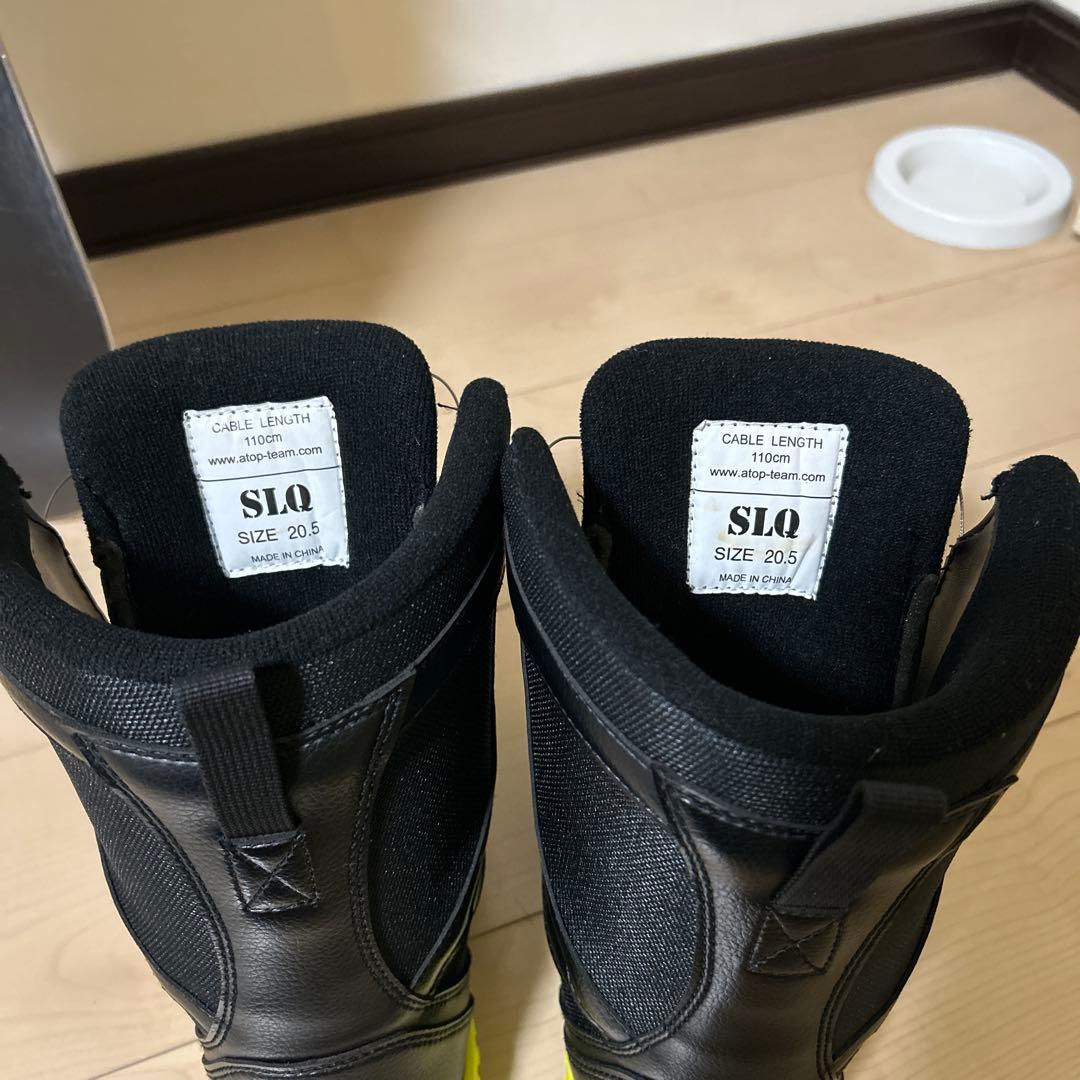 CABLE LENGTH
110cm
www.atop-team.com
SLQ
SIZE 20.5
MADE IN CHINA
CABLE LENGTH
110cm
www.atop-team.com
SLQ
SIZE 20.5
MADE IN CHINA